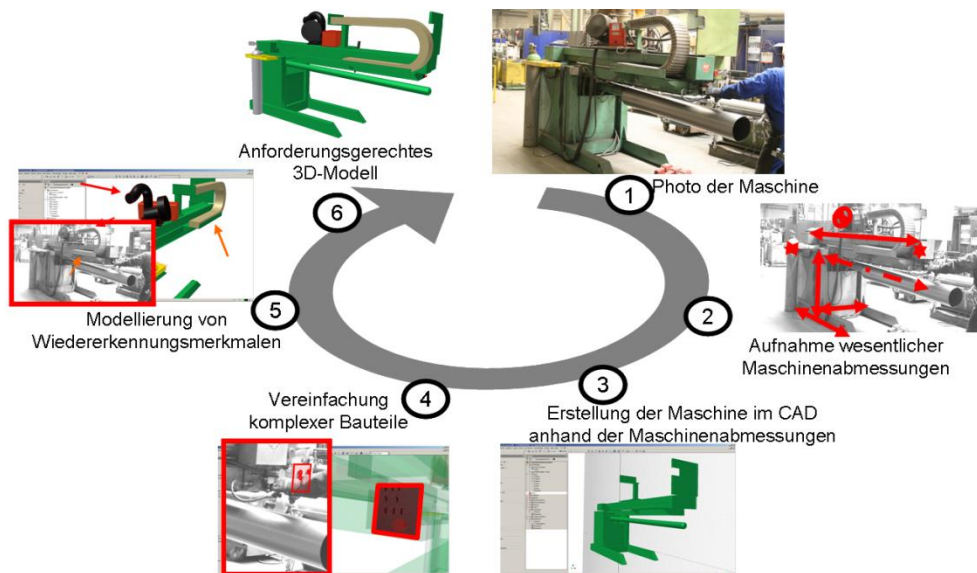 1
Photo der Maschine
2
Aufnahme wesentlicher
Maschinenabmessungen
3
Erstellung der Maschine im CAD
anhand der Maschinenabmessungen
4
Vereinfachung
komplexer Bauteile
5
Modellierung von
Wiedererkennungsmerkmalen
6
Anforderungsgerechtes
3D-Modell